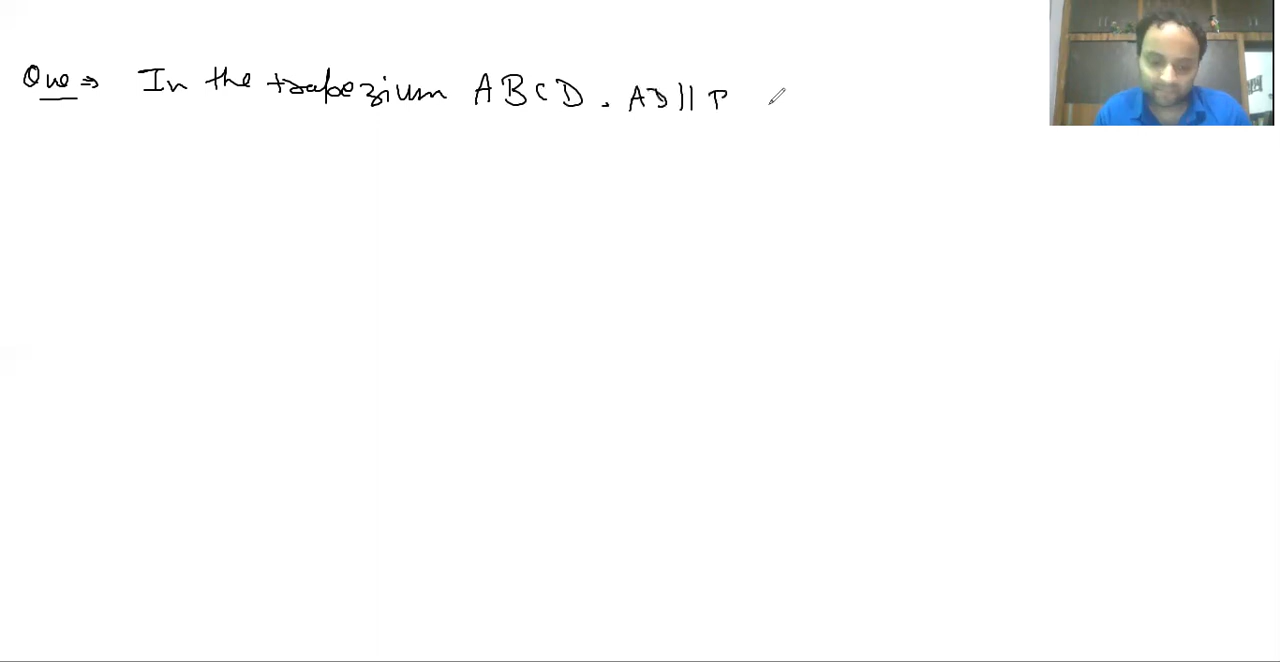 Que ⇒ In the trapezium ABCD. AD || P